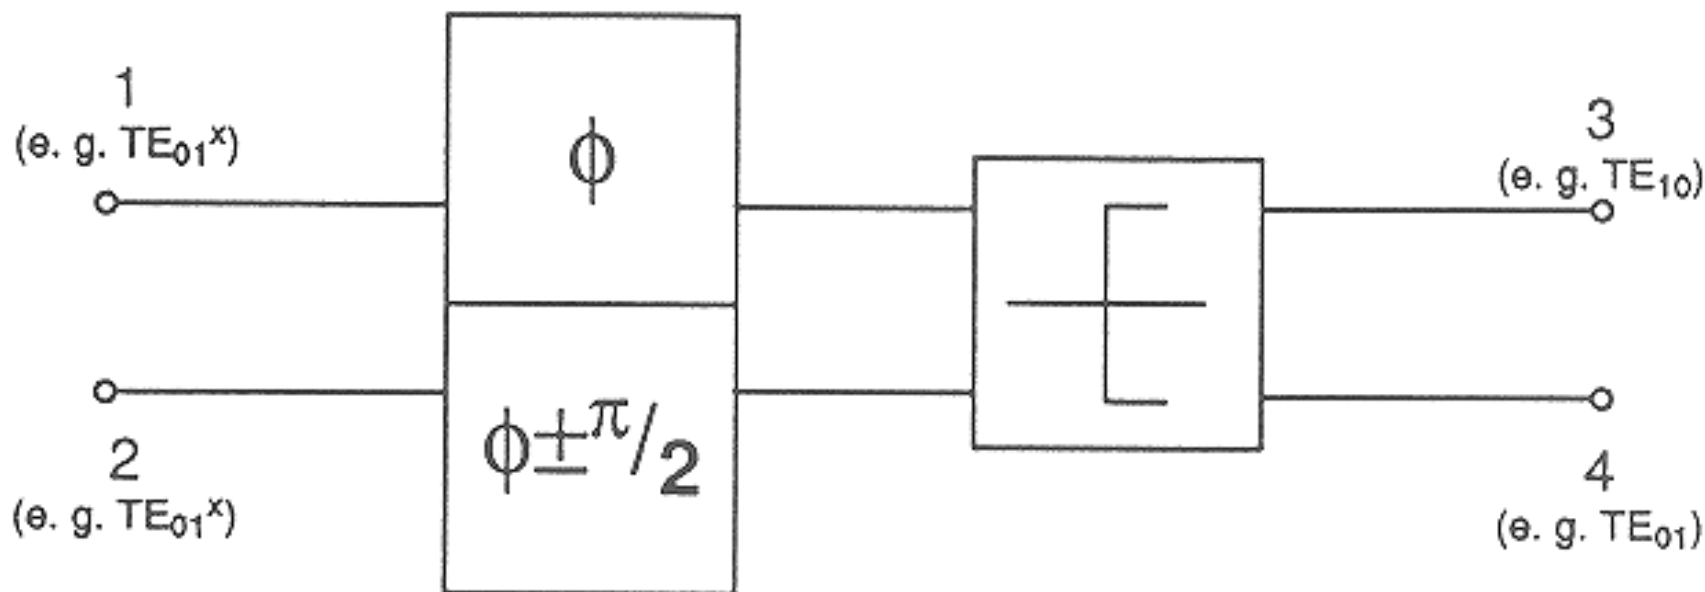 1
(e. g. TE₀₁ˣ)
ϕ
3
(e. g. TE₁₀)
2
(e. g. TE₀₁ˣ)
ϕ±π/2
4
(e. g. TE₀₁)